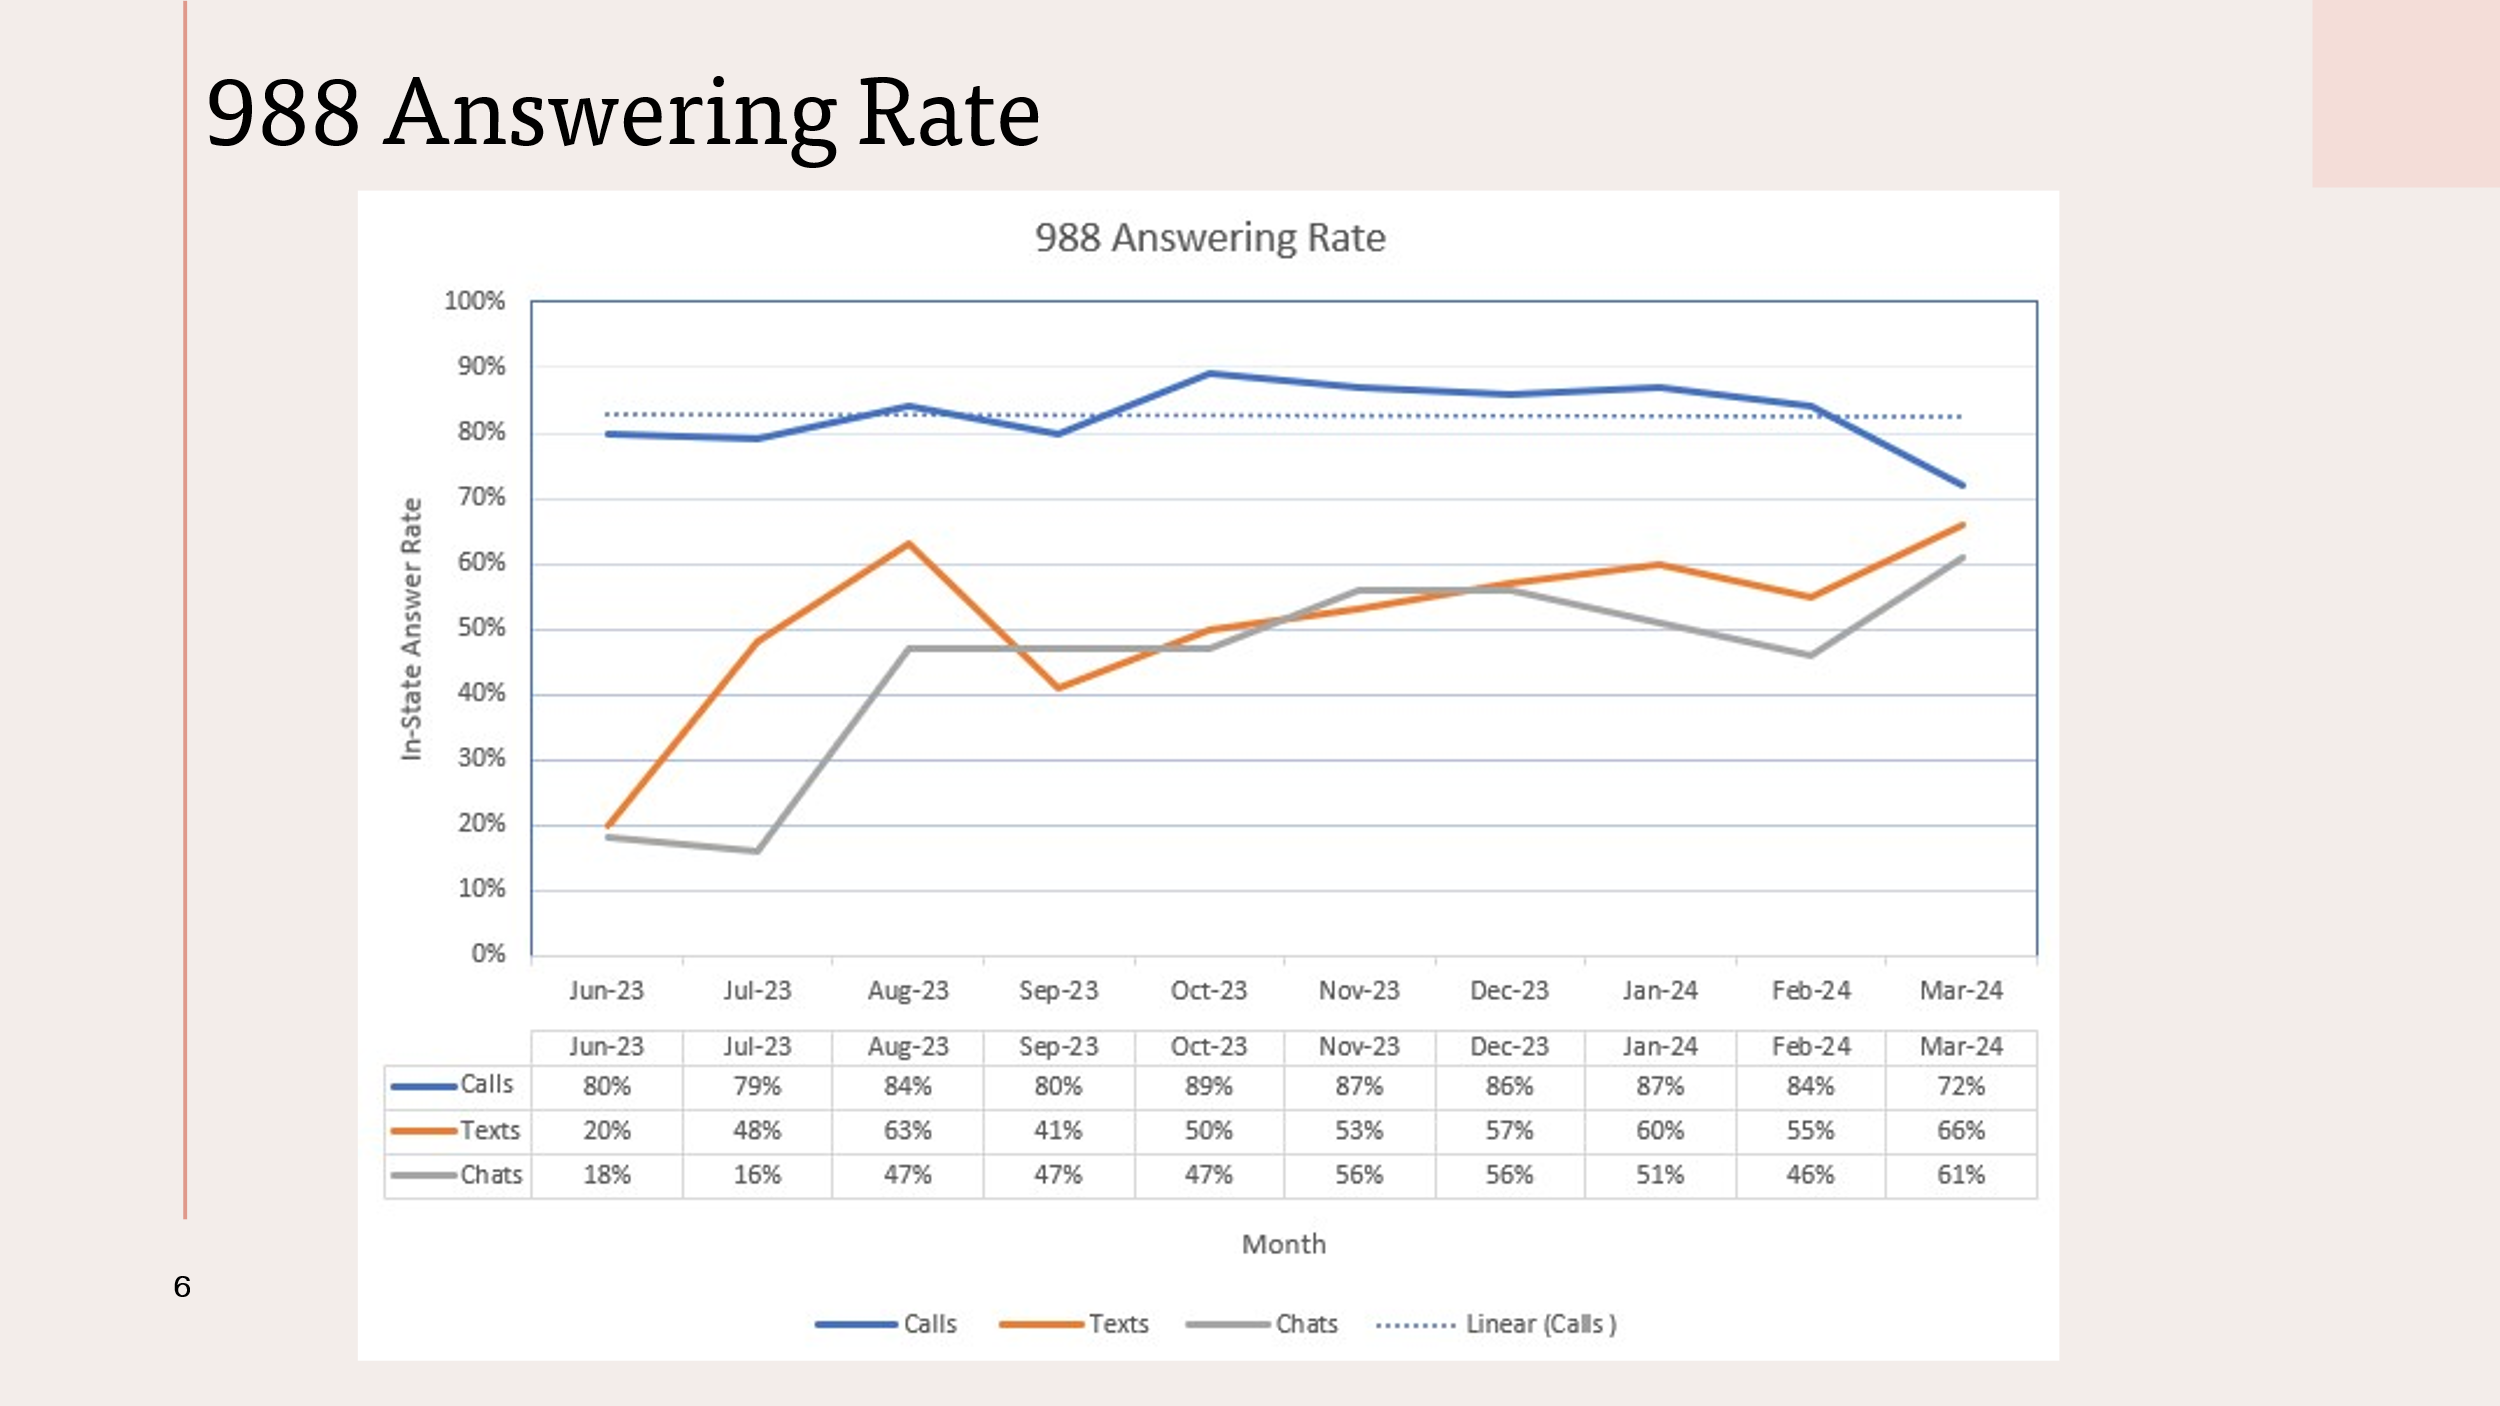 988 Answering Rate
988 Answering Rate
100%
90%
80%
70%
60%
50%
40%
30%
20%
10%
0%
In-State Answer Rate
Jun-23 Jul-23 Aug-23 Sep-23 Oct-23 Nov-23 Dec-23 Jan-24 Feb-24 Mar-24
Jun-23 Jul-23 Aug-23 Sep-23 Oct-23 Nov-23 Dec-23 Jan-24 Feb-24 Mar-24
Calls 80% 79% 84% 80% 89% 87% 86% 87% 84% 72%
Texts 20% 48% 63% 41% 50% 53% 57% 60% 55% 66%
Chats 18% 16% 47% 47% 47% 56% 56% 51% 46% 61%
Month
6
Calls Texts Chats Linear (Calls )